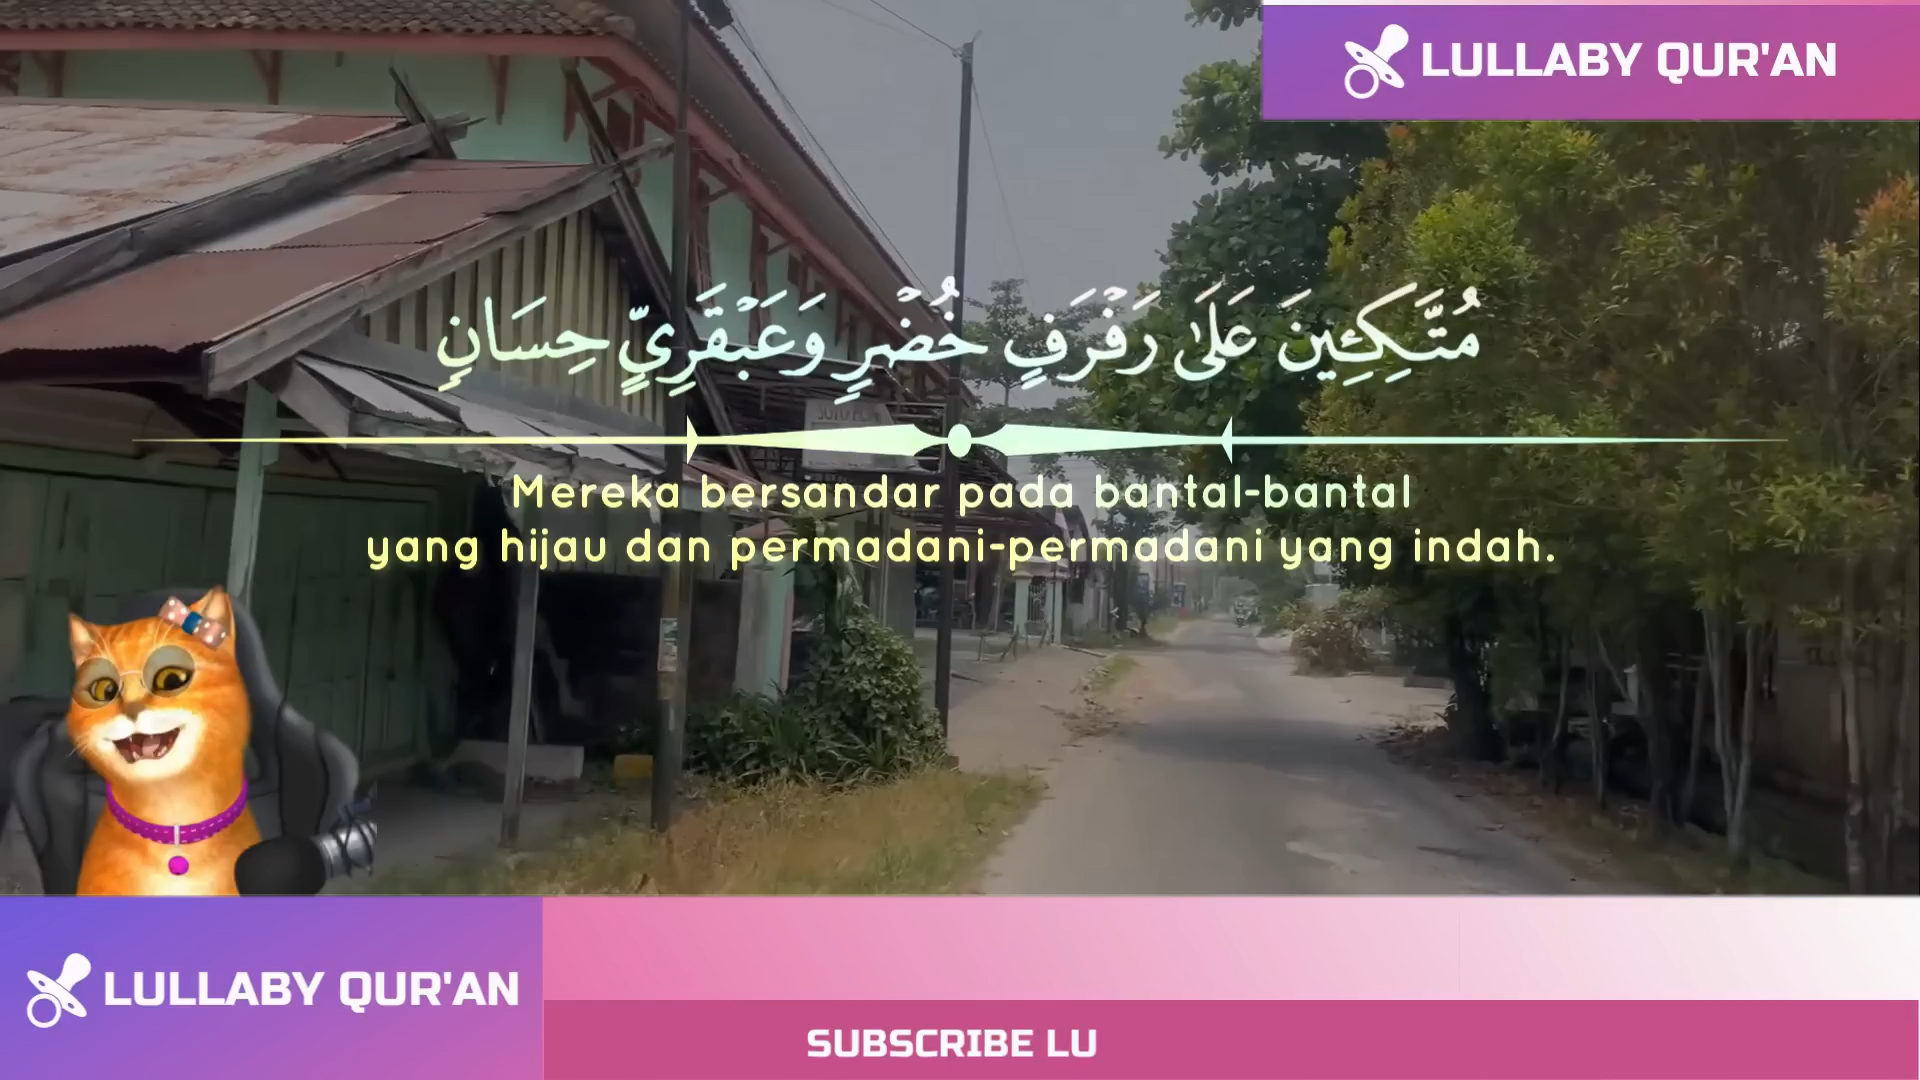 LULLABY QUR'AN
مُتَّكِـِٔينَ عَلَىٰ رَفْرَفٍ خُضْرٍ وَعَبْقَرِيٍّ حِسَانٍ
Mereka bersandar pada bantal-bantal
yang hijau dan permadani-permadani yang indah.
LULLABY QUR'AN
SUBSCRIBE LU